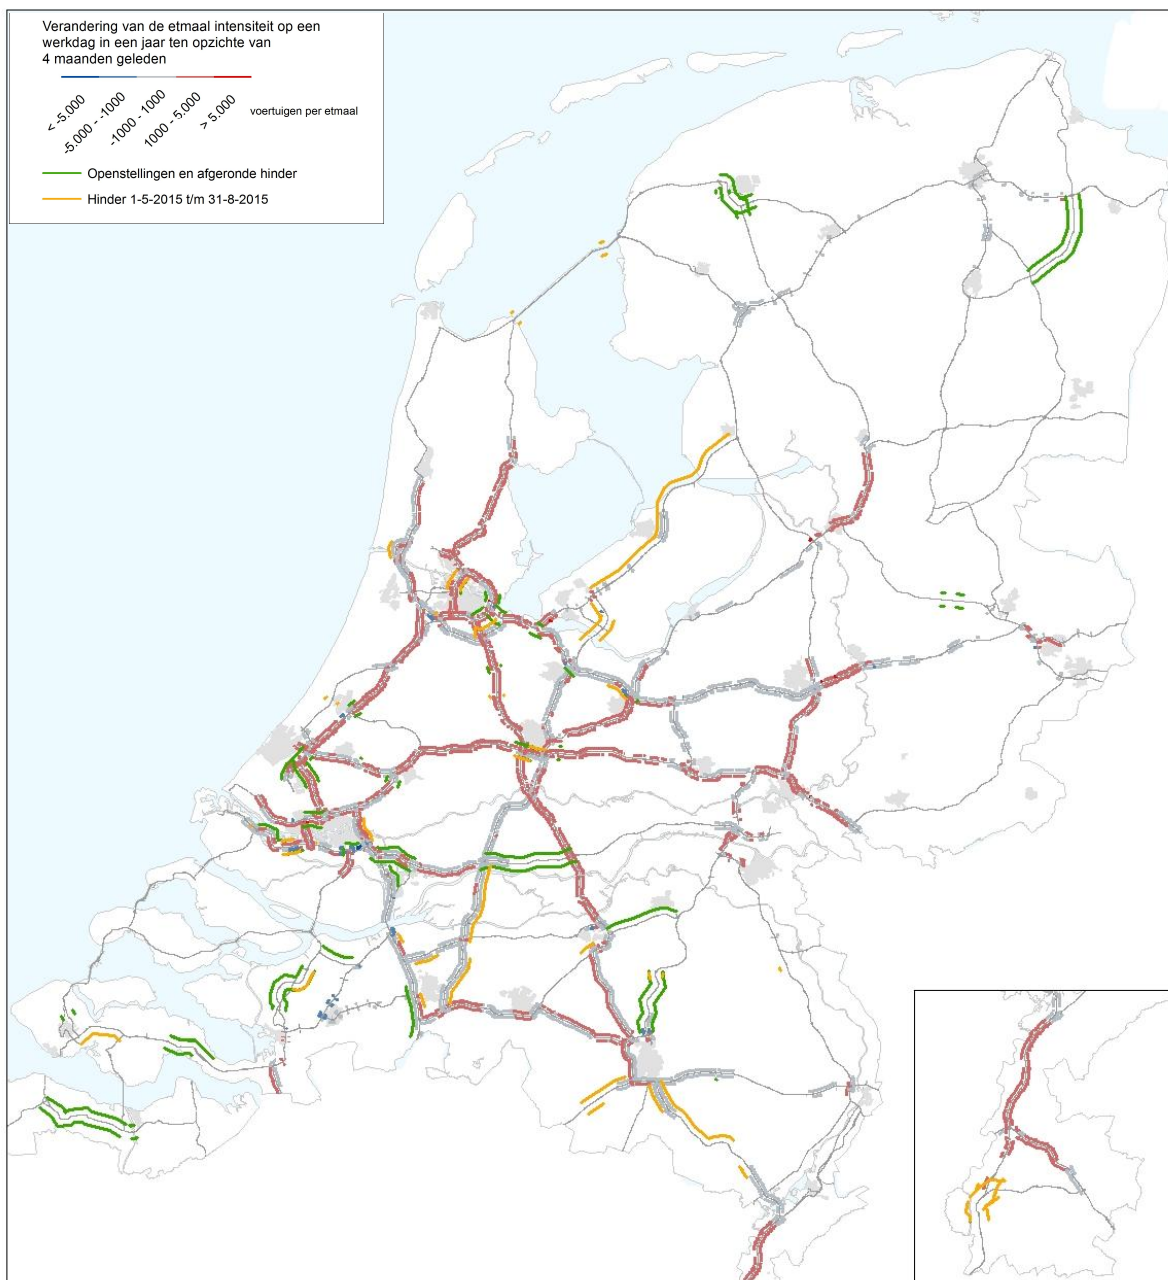 Verandering van de etmaal intensiteit op een
werkdag in een jaar ten opzichte van
4 maanden geleden
< -5.000
-5.000 - -1000
-1000 - 1000
1000 - 5.000
> 5.000
voertuigen per etmaal
Openstellingen en afgeronde hinder
Hinder 1-5-2015 t/m 31-8-2015